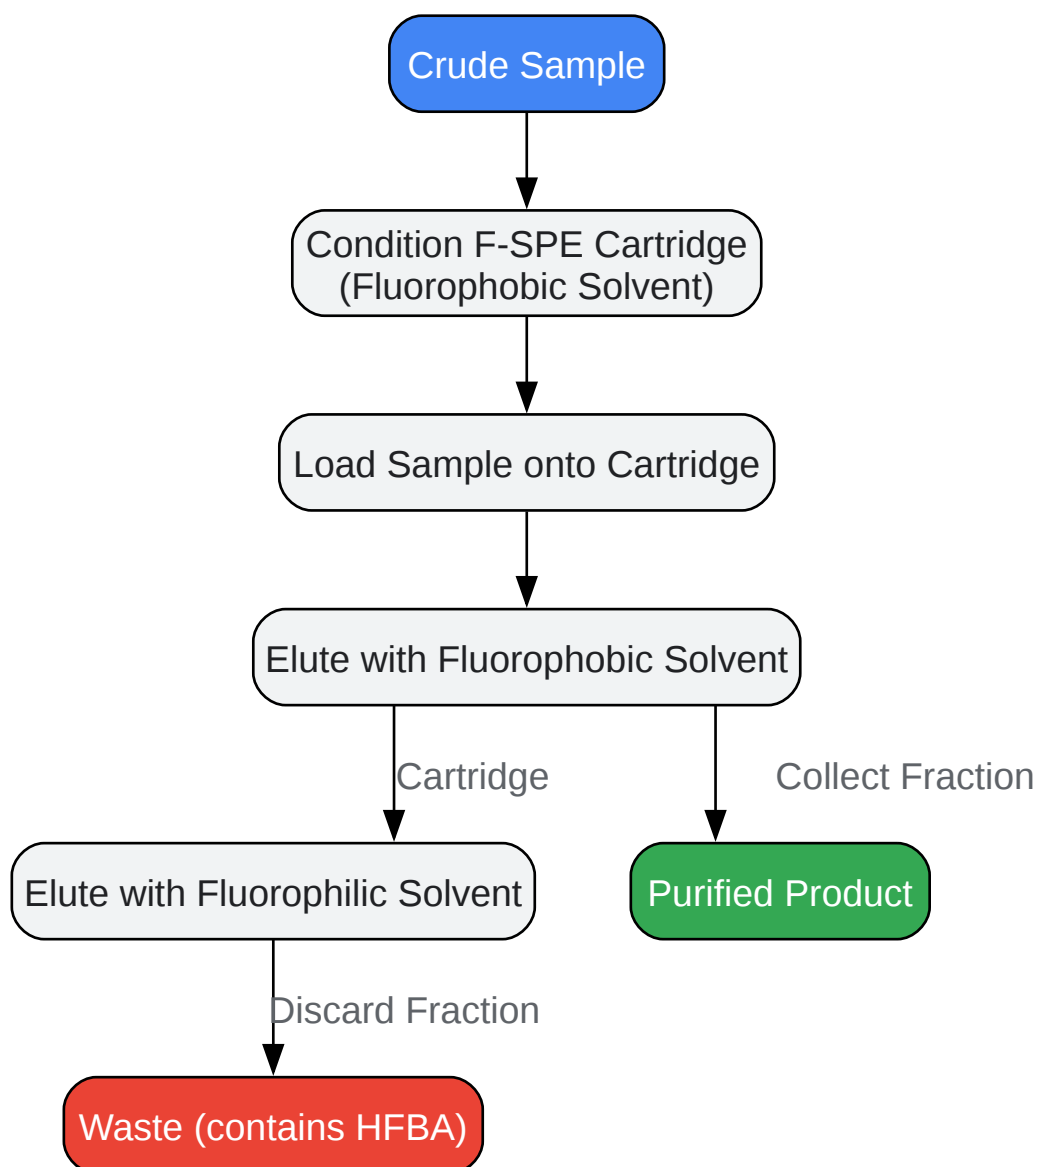 Crude Sample
Condition F-SPE Cartridge
(Fluorophobic Solvent)
Load Sample onto Cartridge
Elute with Fluorophobic Solvent
Cartridge
Collect Fraction
Elute with Fluorophilic Solvent
Purified Product
Discard Fraction
Waste (contains HFBA)